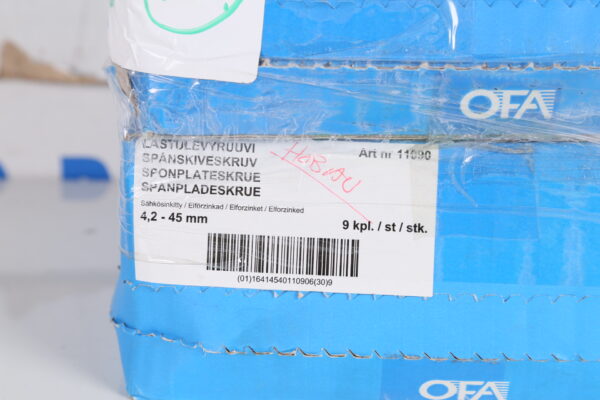 OFA
LASTULEVYRUUVI
SPÅNSKIVESKRUV
SPONPLATESKRUE
SPÅNPLADESKRUE
Art nr 11090
Sähkösinkitty / Elförzinkad / Elforzinket / Elforzinked
4,2 - 45 mm
9 kpl. / st / stk.
(01)16414540110906(30)9
OFA